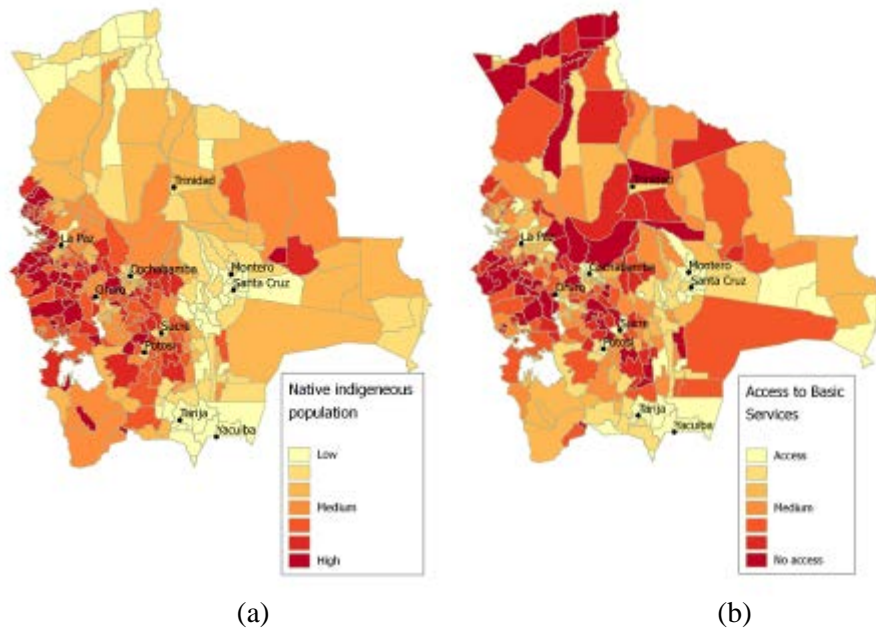 Trinidad
La Paz
Cochabamba
Montero
Oruro
Santa Cruz
Sucre
Potosi
Tarija
Yacuiba
Native indigeneous
population
Low
Medium
High
Trinidad
La Paz
Cochabamba
Montero
Oruro
Santa Cruz
Sucre
Potosi
Tarija
Yacuiba
Access to Basic
Services
Access
Medium
No access
(a)
(b)